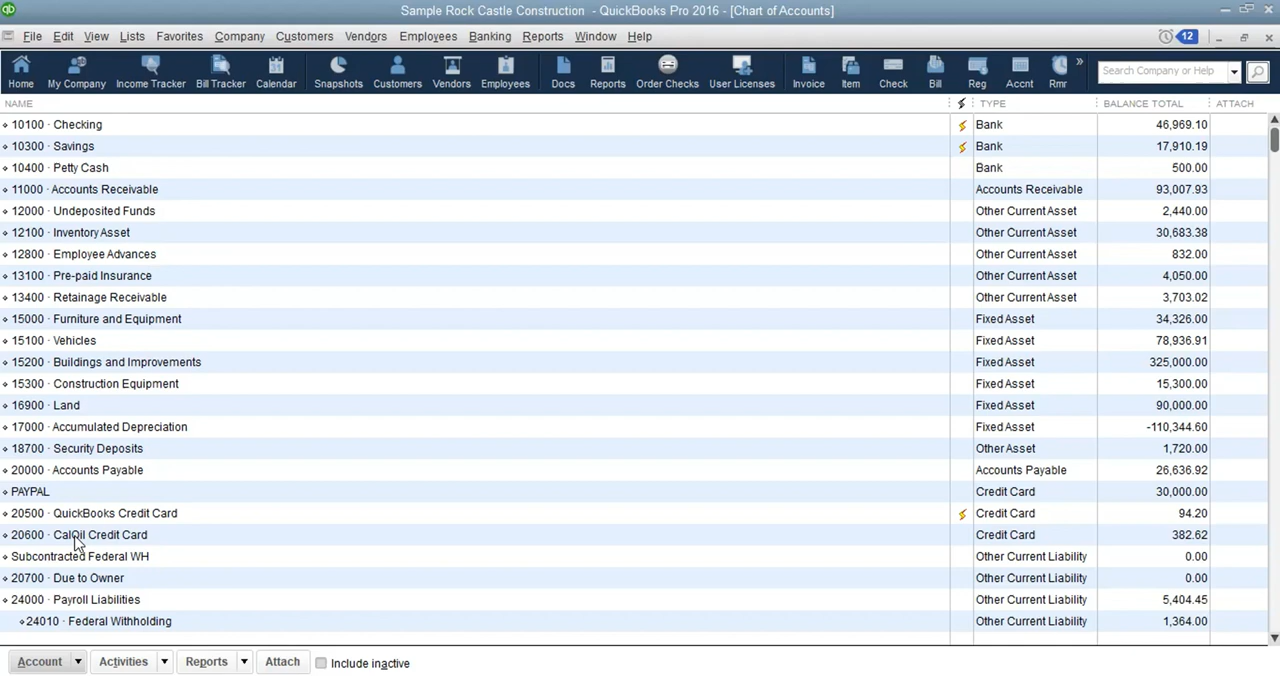 qb Sample Rock Castle Construction - QuickBooks Pro 2016 - [Chart of Accounts]
File Edit View Lists Favorites Company Customers Vendors Employees Banking Reports Window Help 12
Home My Company Income Tracker Bill Tracker Calendar Snapshots Customers Vendors Employees Docs Reports Order Checks User Licenses Invoice Item Check Bill Reg Accnt Rmr » Search Company or Help
NAME TYPE BALANCE TOTAL ATTACH
10100 · Checking Bank 46,969.10
10300 · Savings Bank 17,910.19
10400 · Petty Cash Bank 500.00
11000 · Accounts Receivable Accounts Receivable 93,007.93
12000 · Undeposited Funds Other Current Asset 2,440.00
12100 · Inventory Asset Other Current Asset 30,683.38
12800 · Employee Advances Other Current Asset 832.00
13100 · Pre-paid Insurance Other Current Asset 4,050.00
13400 · Retainage Receivable Other Current Asset 3,703.02
15000 · Furniture and Equipment Fixed Asset 34,326.00
15100 · Vehicles Fixed Asset 78,936.91
15200 · Buildings and Improvements Fixed Asset 325,000.00
15300 · Construction Equipment Fixed Asset 15,300.00
16900 · Land Fixed Asset 90,000.00
17000 · Accumulated Depreciation Fixed Asset -110,344.60
18700 · Security Deposits Other Asset 1,720.00
20000 · Accounts Payable Accounts Payable 26,636.92
PAYPAL Credit Card 30,000.00
20500 · QuickBooks Credit Card Credit Card 94.20
20600 · CalOil Credit Card Credit Card 382.62
Subcontracted Federal WH Other Current Liability 0.00
20700 · Due to Owner Other Current Liability 0.00
24000 · Payroll Liabilities Other Current Liability 5,404.45
24010 · Federal Withholding Other Current Liability 1,364.00
Account Activities Reports Attach Include inactive